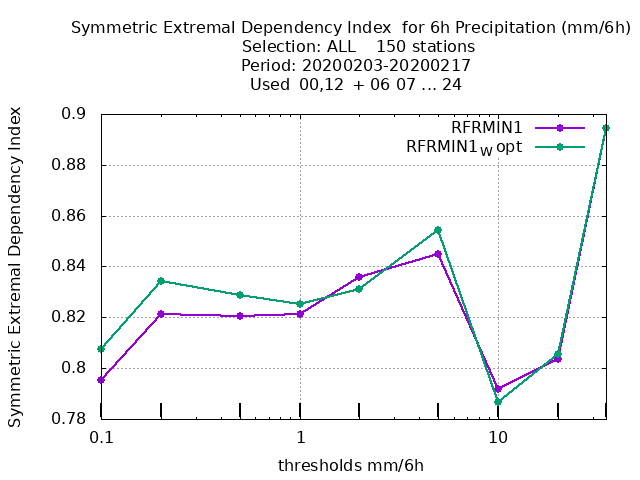 Symmetric Extremal Dependency Index  for 6h Precipitation (mm/6h)
Selection: ALL    150 stations
Period: 20200203-20200217
Used  00,12  + 06 07 ... 24
Symmetric Extremal Dependency Index
0.9
0.88
0.86
0.84
0.82
0.8
0.78
RFRMIN1
RFRMIN1W opt
0.1
1
10
thresholds mm/6h